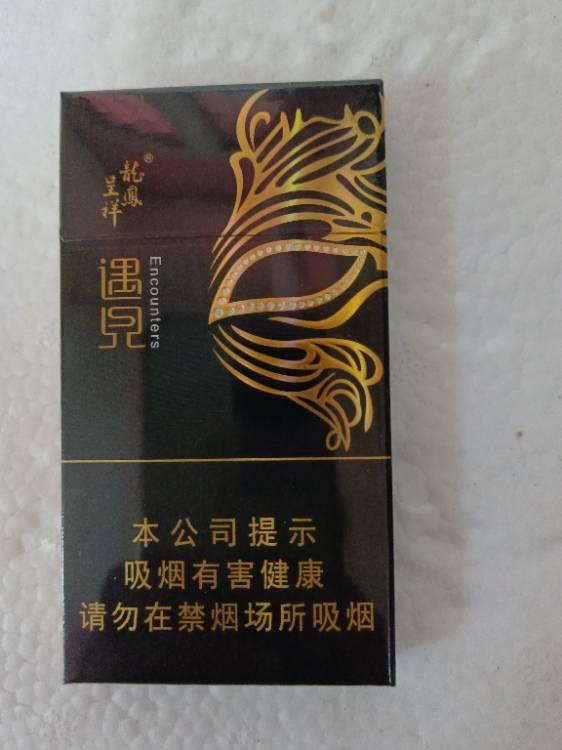 龍鳳
呈祥
®
遇見
Encounters
本公司提示
吸烟有害健康
请勿在禁烟场所吸烟